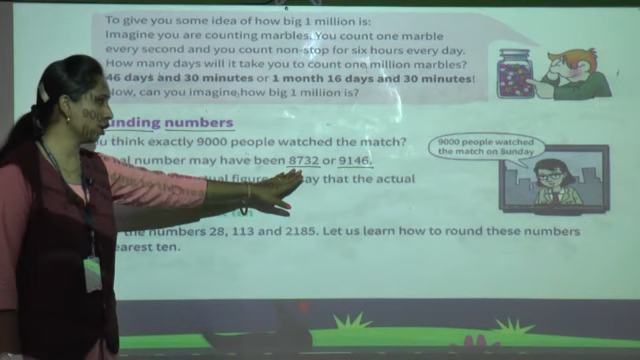 To give you some idea of how big 1 million is:
Imagine you are counting marbles. You count one marble
every second and you count non-stop for six hours every day.
How many days will it take you to count one million marbles?
46 days and 30 minutes or 1 month 16 days and 30 minutes!
Now, can you imagine how big 1 million is?
unding numbers
9000 people watched
the match on Sunday
u think exactly 9000 people watched the match?
al number may have been 8732 or 9146.
figure say that the actual
ten
the numbers 28, 113 and 2185. Let us learn how to round these numbers
earest ten.